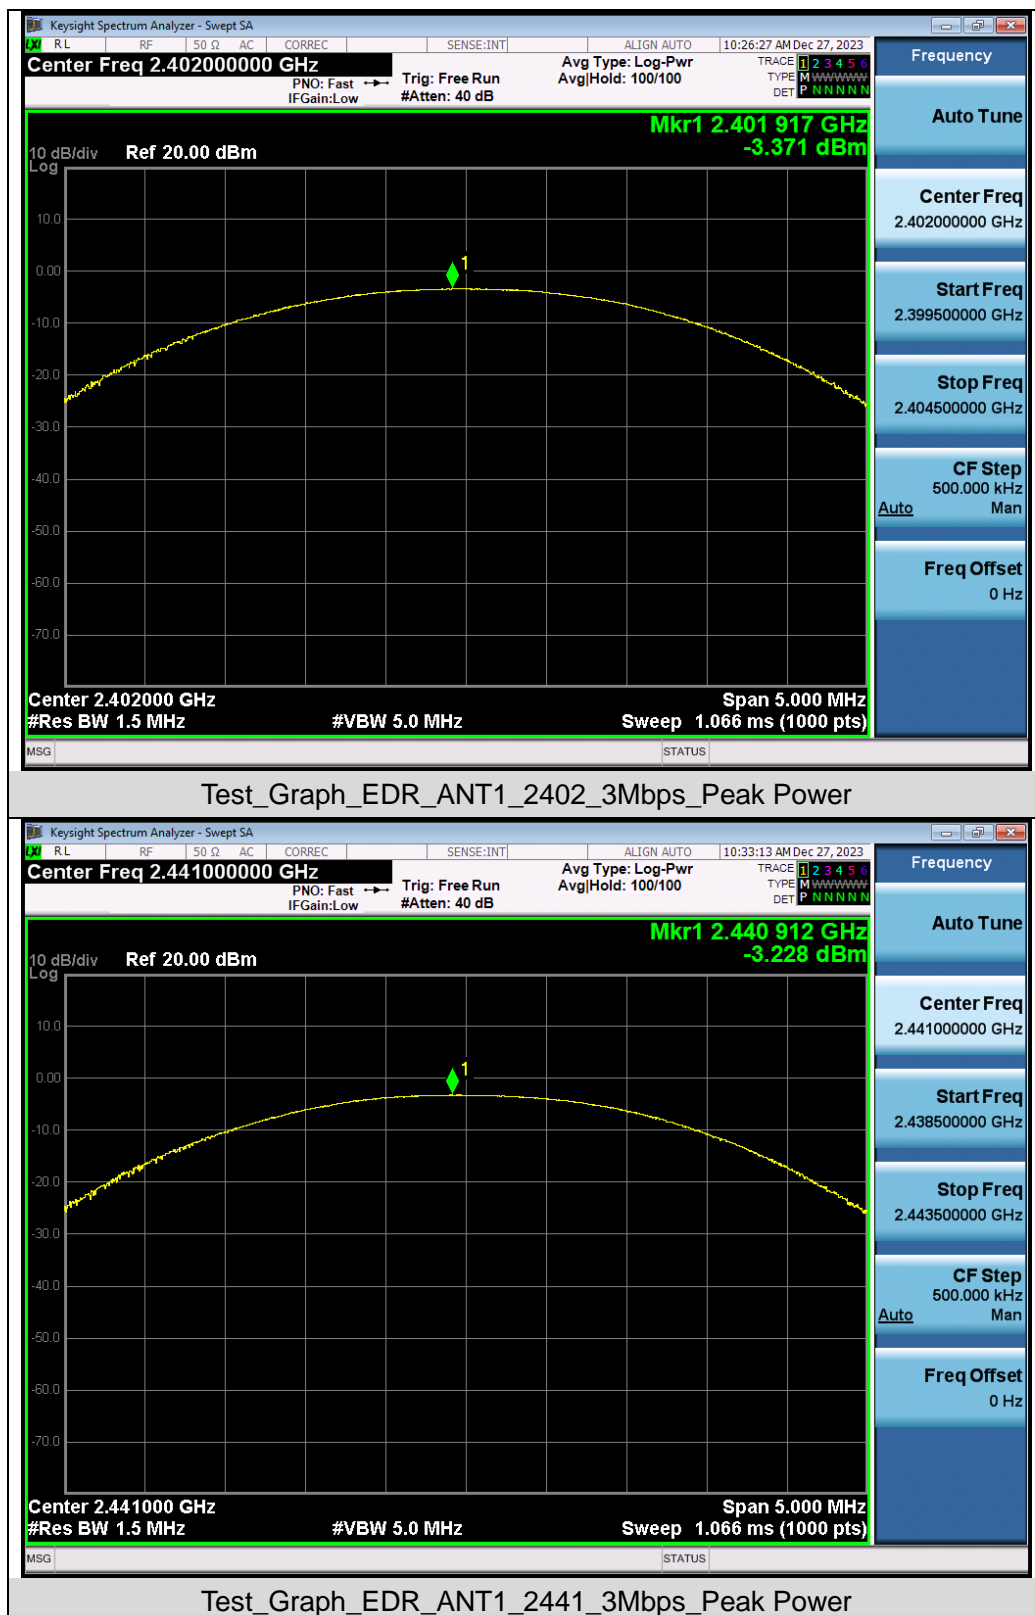 Keysight Spectrum Analyzer - Swept SA
LXI RL RF 50 Ω AC CORREC SENSE:INT ALIGN AUTO 10:26:27 AM Dec 27, 2023
Center Freq 2.402000000 GHz
PNO: Fast
IFGain:Low
Trig: Free Run
#Atten: 40 dB
Avg Type: Log-Pwr
Avg|Hold: 100/100
TRACE 1 2 3 4 5 6
TYPE M WWWWW
DET P N N N N N
Mkr1 2.401 917 GHz
-3.371 dBm
10 dB/div Ref 20.00 dBm
Log
1
10.0
0.00
-10.0
-20.0
-30.0
-40.0
-50.0
-60.0
-70.0
Center 2.402000 GHz Span 5.000 MHz
#Res BW 1.5 MHz #VBW 5.0 MHz Sweep 1.066 ms (1000 pts)
MSG STATUS
Frequency
Auto Tune
Center Freq
2.402000000 GHz
Start Freq
2.399500000 GHz
Stop Freq
2.404500000 GHz
CF Step
500.000 kHz
Auto Man
Freq Offset
0 Hz
Test_Graph_EDR_ANT1_2402_3Mbps_Peak Power
Keysight Spectrum Analyzer - Swept SA
LXI RL RF 50 Ω AC CORREC SENSE:INT ALIGN AUTO 10:33:13 AM Dec 27, 2023
Center Freq 2.441000000 GHz
PNO: Fast
IFGain:Low
Trig: Free Run
#Atten: 40 dB
Avg Type: Log-Pwr
Avg|Hold: 100/100
TRACE 1 2 3 4 5 6
TYPE M WWWWW
DET P N N N N N
Mkr1 2.440 912 GHz
-3.228 dBm
10 dB/div Ref 20.00 dBm
Log
1
10.0
0.00
-10.0
-20.0
-30.0
-40.0
-50.0
-60.0
-70.0
Center 2.441000 GHz Span 5.000 MHz
#Res BW 1.5 MHz #VBW 5.0 MHz Sweep 1.066 ms (1000 pts)
MSG STATUS
Frequency
Auto Tune
Center Freq
2.441000000 GHz
Start Freq
2.438500000 GHz
Stop Freq
2.443500000 GHz
CF Step
500.000 kHz
Auto Man
Freq Offset
0 Hz
Test_Graph_EDR_ANT1_2441_3Mbps_Peak Power